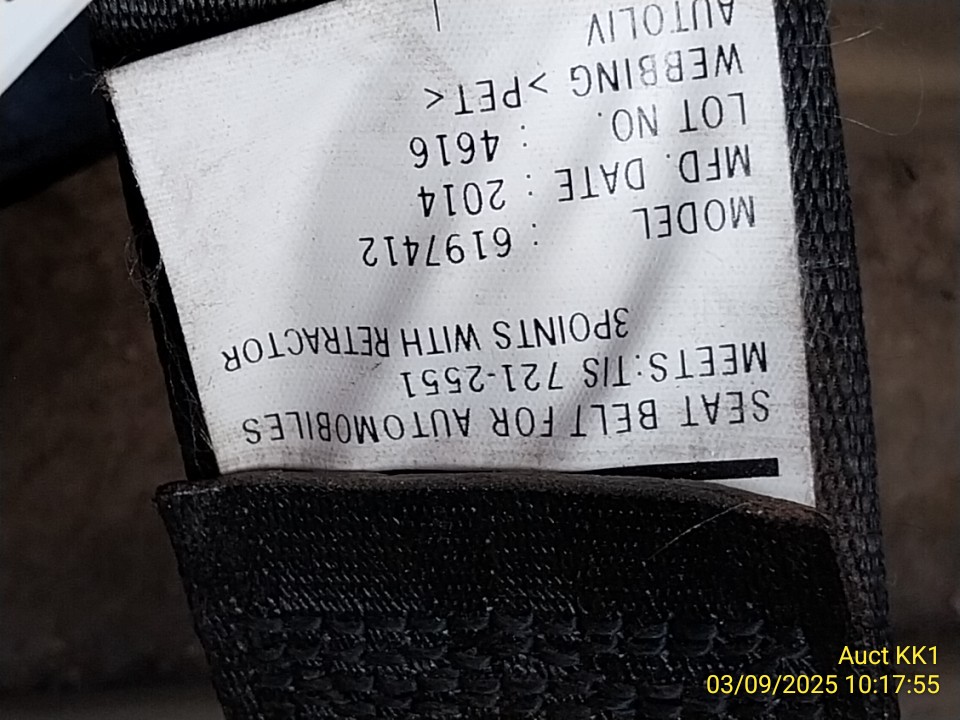 SEAT BELT FOR AUTOMOBILES
MEETS:TIS 721-2551
3POINTS WITH RETRACTOR
MODEL : 6197412
MFD. DATE : 2014
LOT NO. : 4616
WEBBING >PET<
AUTOLIV
Auct KK1
03/09/2025 10:17:55